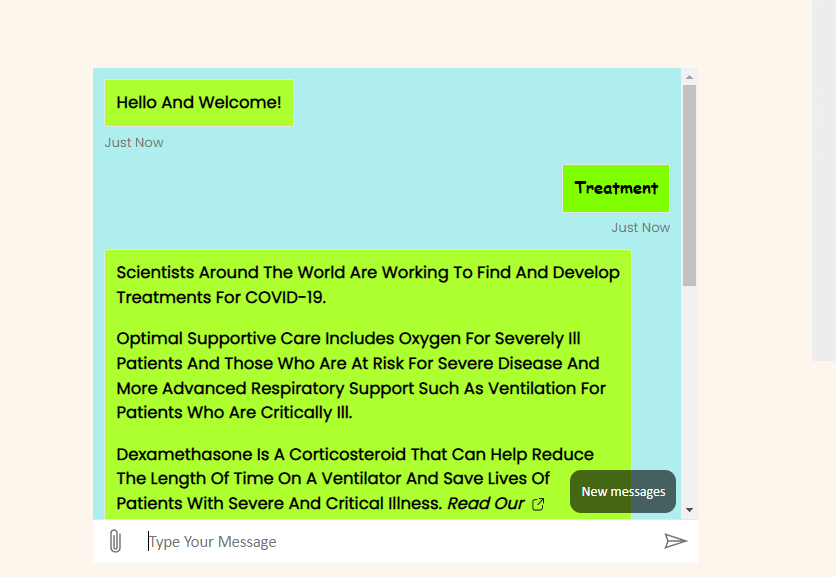 Hello And Welcome!
Just Now
Treatment
Just Now
Scientists Around The World Are Working To Find And Develop
Treatments For COVID-19.
Optimal Supportive Care Includes Oxygen For Severely Ill
Patients And Those Who Are At Risk For Severe Disease And
More Advanced Respiratory Support Such As Ventilation For
Patients Who Are Critically Ill.
Dexamethasone Is A Corticosteroid That Can Help Reduce
The Length Of Time On A Ventilator And Save Lives Of
Patients With Severe And Critical Illness. Read Our
New messages
Type Your Message